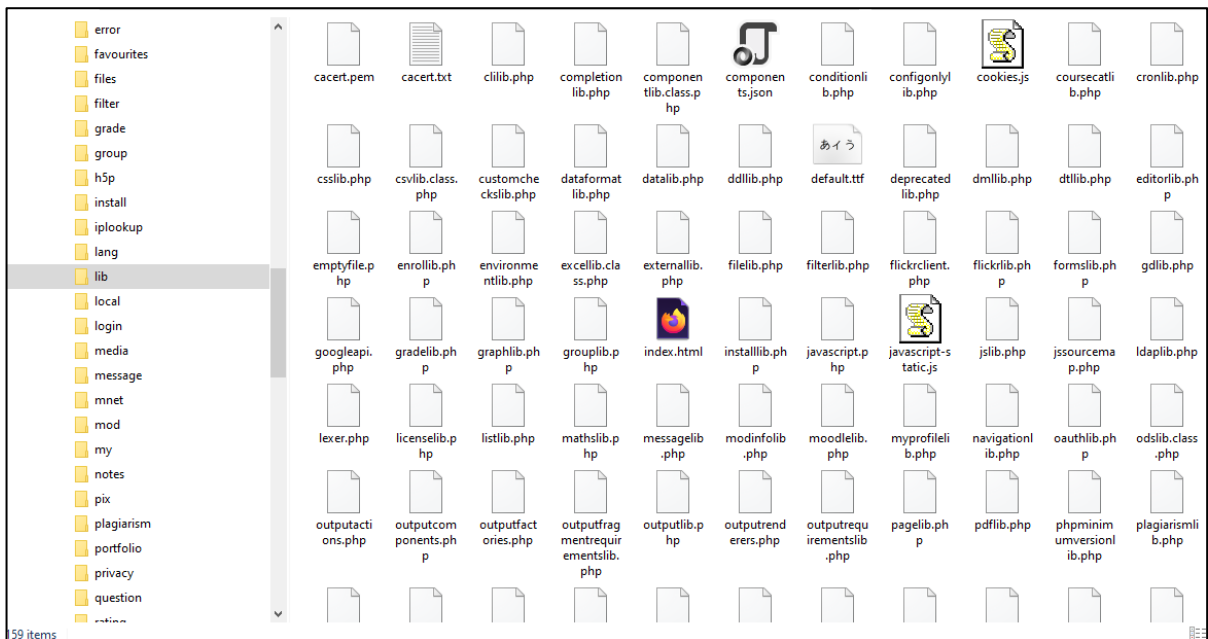 error
favourites
files
filter
grade
group
h5p
install
iplookup
lang
lib
local
login
media
message
mnet
mod
my
notes
pix
plagiarism
portfolio
privacy
question
rating
59 items
cacert.pem
cacert.txt
clilib.php
completion
lib.php
componen
tlib.class.p
hp
componen
ts.json
conditionli
b.php
configonlyl
ib.php
cookies.js
coursecatli
b.php
cronlib.php
csslib.php
csvlib.class.
php
customche
ckslib.php
dataformat
lib.php
datalib.php
ddllib.php
あイう
default.ttf
deprecated
lib.php
dmllib.php
dtllib.php
editorlib.ph
p
emptyfile.p
hp
enrollib.ph
p
environme
ntlib.php
excellib.cla
ss.php
externallib.
php
filelib.php
filterlib.php
flickrclient.
php
flickrlib.ph
p
formslib.ph
p
gdlib.php
googleapi.
php
gradelib.ph
p
graphlib.ph
p
grouplib.p
hp
index.html
installlib.ph
p
javascript.p
hp
javascript-s
tatic.js
jslib.php
jssourcema
p.php
ldaplib.php
lexer.php
licenselib.p
hp
listlib.php
mathslib.p
hp
messagelib
.php
modinfolib
.php
moodlelib.
php
myprofileli
b.php
navigationl
ib.php
oauthlib.ph
p
odslib.class
.php
outputacti
ons.php
outputcom
ponents.ph
p
outputfact
ories.php
outputfrag
mentrequir
ementslib.
php
outputlib.p
hp
outputrend
erers.php
outputrequ
irementslib
.php
pagelib.ph
p
pdflib.php
phpminim
umversionl
ib.php
plagiarismli
b.php